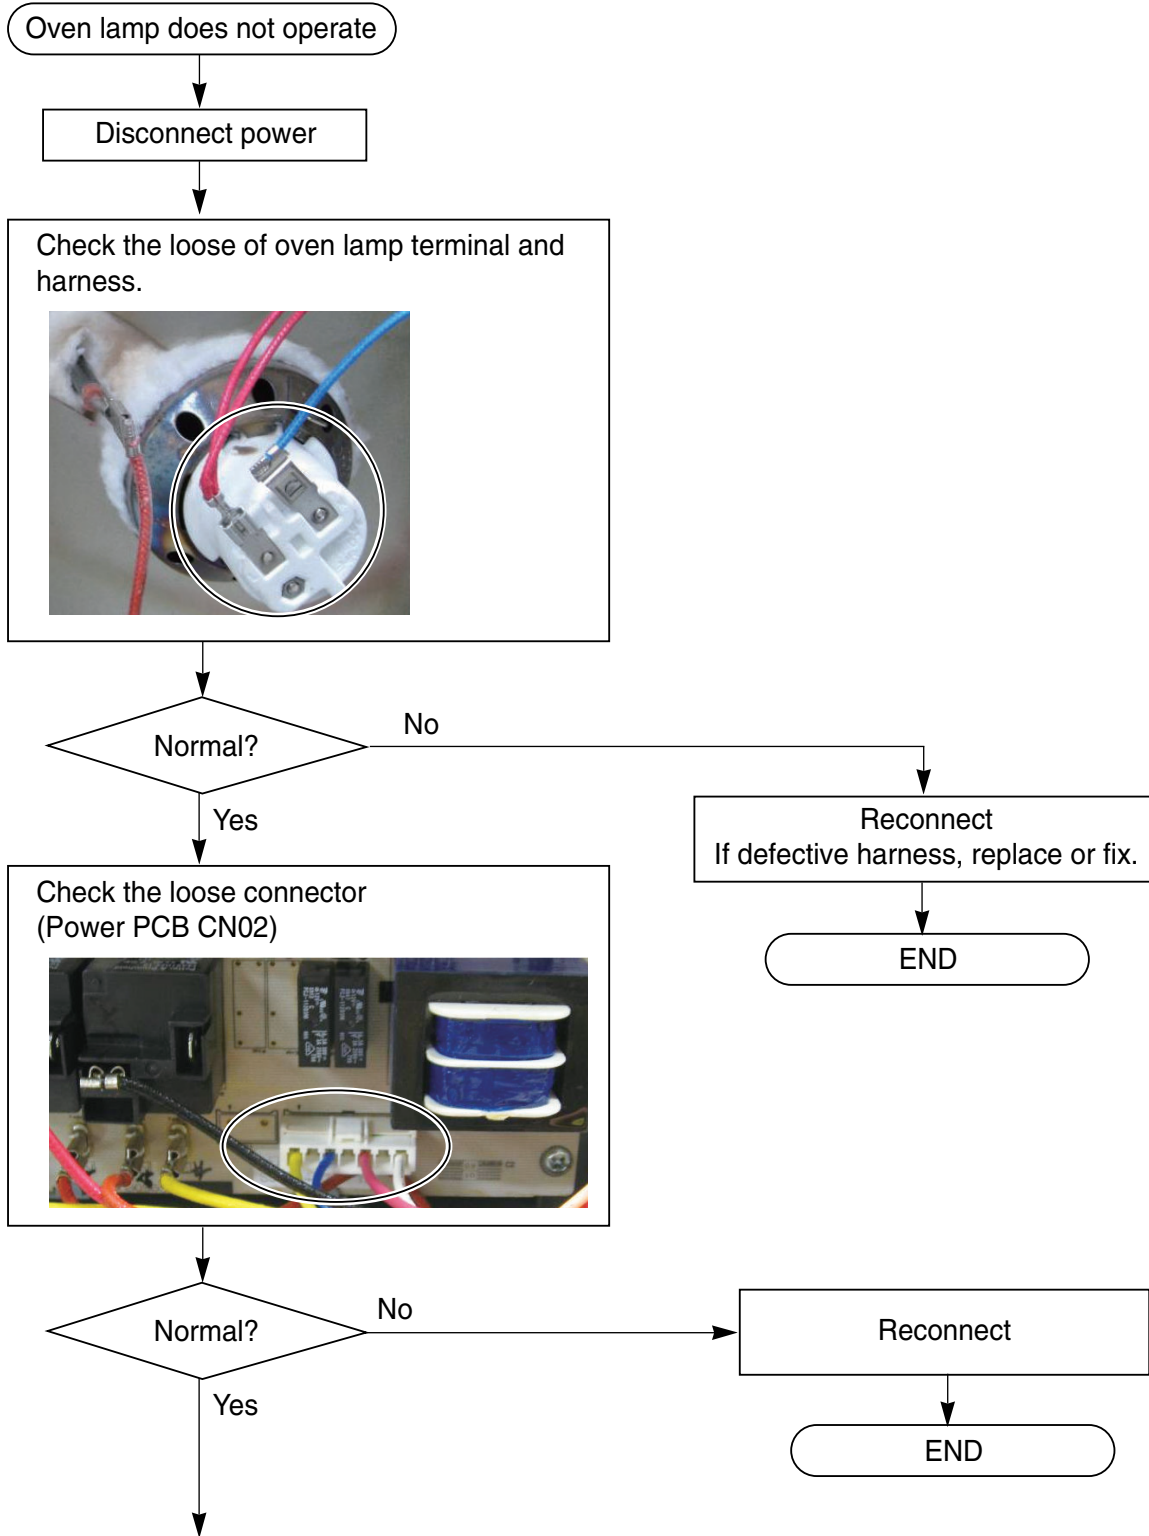 Oven lamp does not operate
Disconnect power
Check the loose of oven lamp terminal and
harness.
Normal?
No
Yes
Reconnect
If defective harness, replace or fix.
END
Check the loose connector
(Power PCB CN02)
Normal?
No
Yes
Reconnect
END